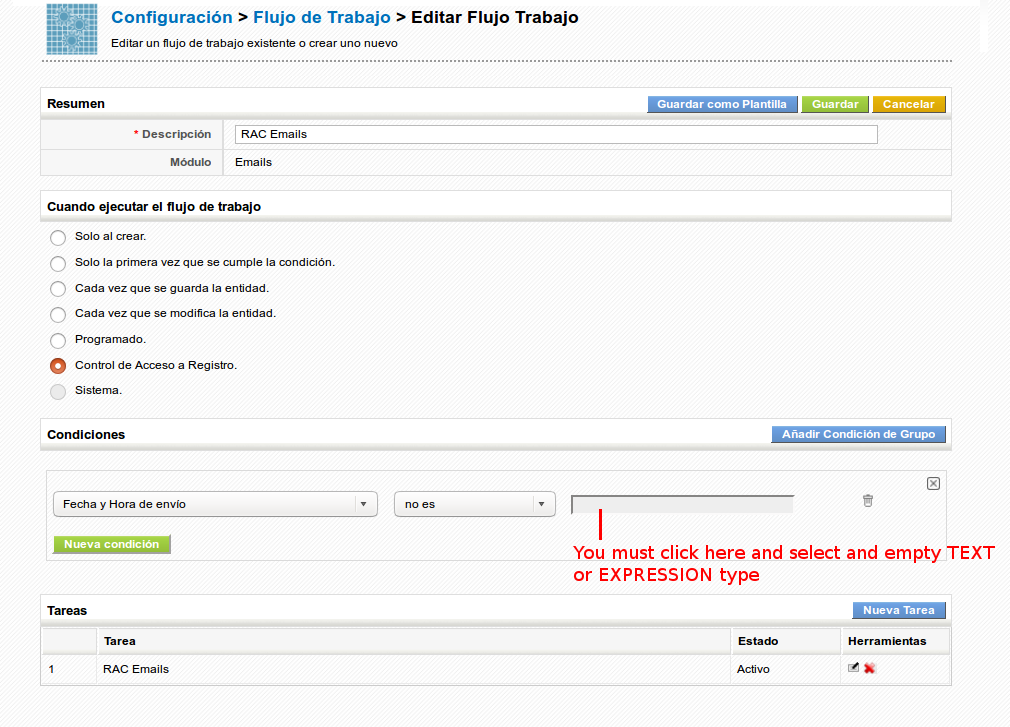 Configuración > Flujo de Trabajo > Editar Flujo Trabajo
Editar un flujo de trabajo existente o crear uno nuevo
Resumen
Guardar como Plantilla
Guardar
Cancelar
* Descripción
RAC Emails
Módulo
Emails
Cuando ejecutar el flujo de trabajo
Solo al crear.
Solo la primera vez que se cumple la condición.
Cada vez que se guarda la entidad.
Cada vez que se modifica la entidad.
Programado.
Control de Acceso a Registro.
Sistema.
Condiciones
Añadir Condición de Grupo
Fecha y Hora de envío
no es
Nueva condición
You must click here and select and empty TEXT
or EXPRESSION type
Tareas
Nueva Tarea
Tarea
Estado
Herramientas
1
RAC Emails
Activo